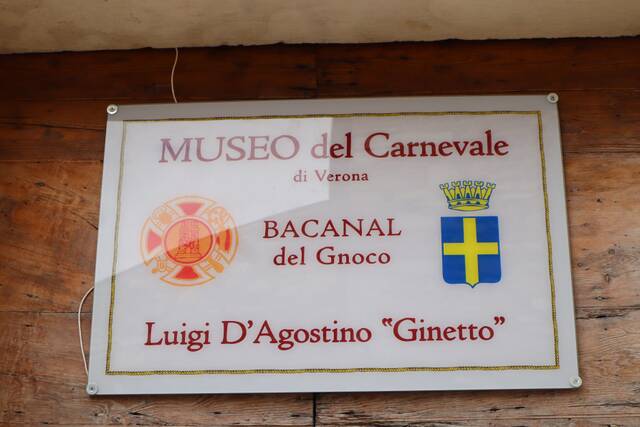 MUSEO del Carnevale
di Verona
BACANAL
del Gnoco
Luigi D'Agostino "Ginetto"